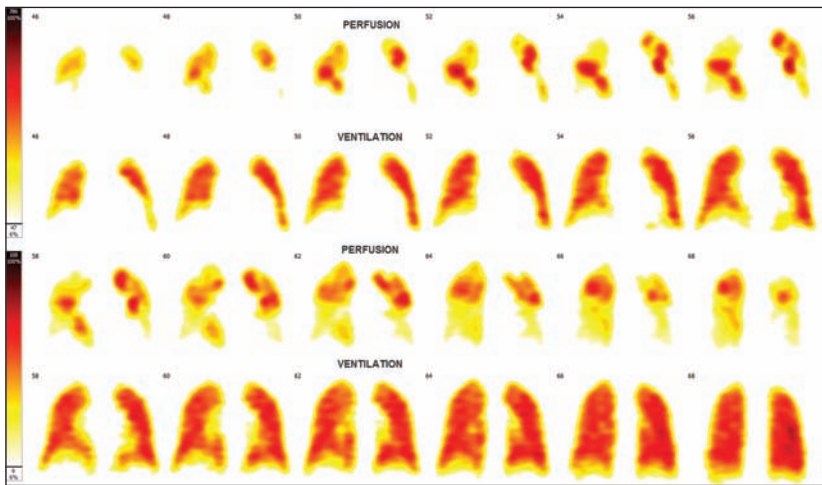 46 48 50 PERFUSION 52 54 56
46 48 50 VENTILATION 52 54 56
58 60 62 PERFUSION 64 66 68
100%
58 60 62 VENTILATION 64 66 68